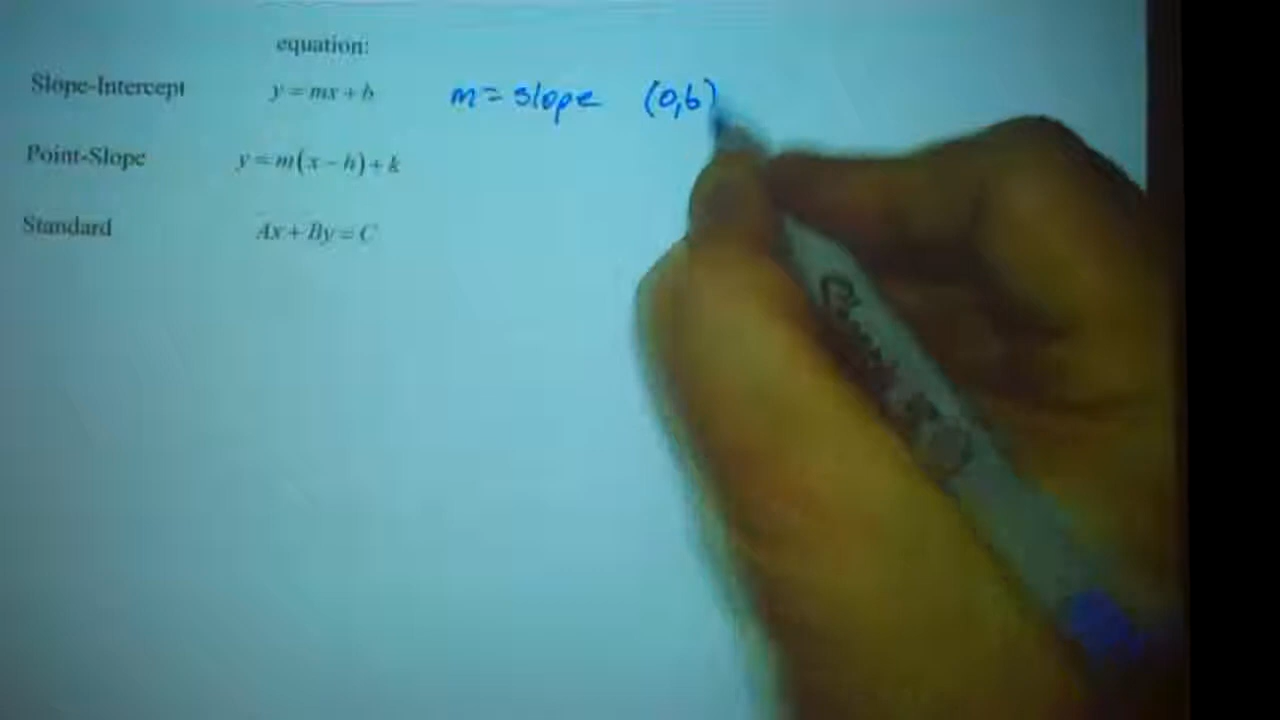 equation:
Slope-Intercept y = mx + b m = slope (0,b)
Point-Slope y = m(x - h) + k
Standard Ax + By = C